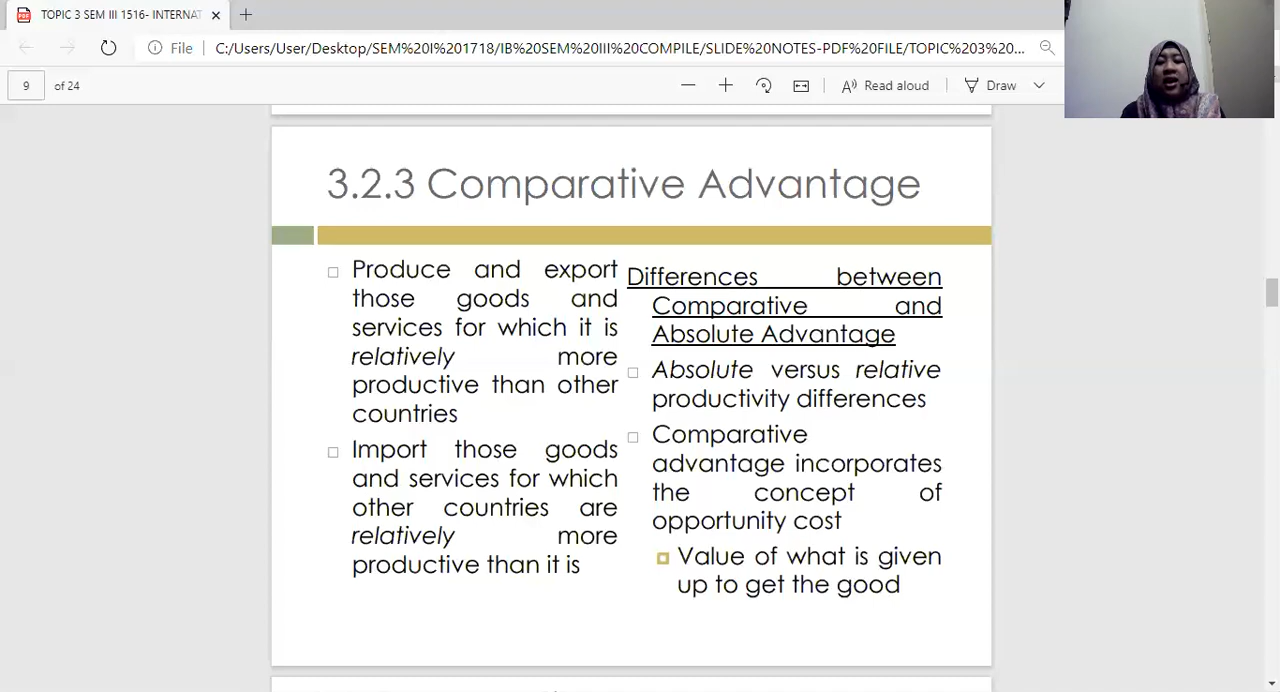 TOPIC 3 SEM III 1516- INTERNAT
File
C:/Users/User/Desktop/SEM%20I%201718/IB%20SEM%20III%20COMPILE/SLIDE%20NOTES-PDF%20FILE/TOPIC%203%20...
9 of 24
Read aloud
Draw
3.2.3 Comparative Advantage
Produce and export
those goods and
services for which it is
relatively more
productive than other
countries
Import those goods
and services for which
other countries are
relatively more
productive than it is
Differences between
Comparative and
Absolute Advantage
Absolute versus relative
productivity differences
Comparative
advantage incorporates
the concept of
opportunity cost
Value of what is given
up to get the good